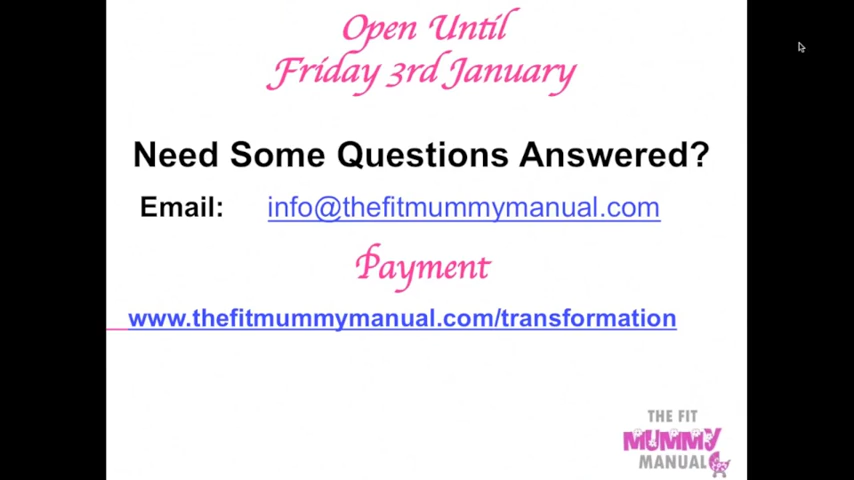 Open Until
Friday 3rd January
Need Some Questions Answered?
Email: info@thefitmummymanual.com
Payment
www.thefitmummymanual.com/transformation
THE FIT
MUMMY
MANUAL